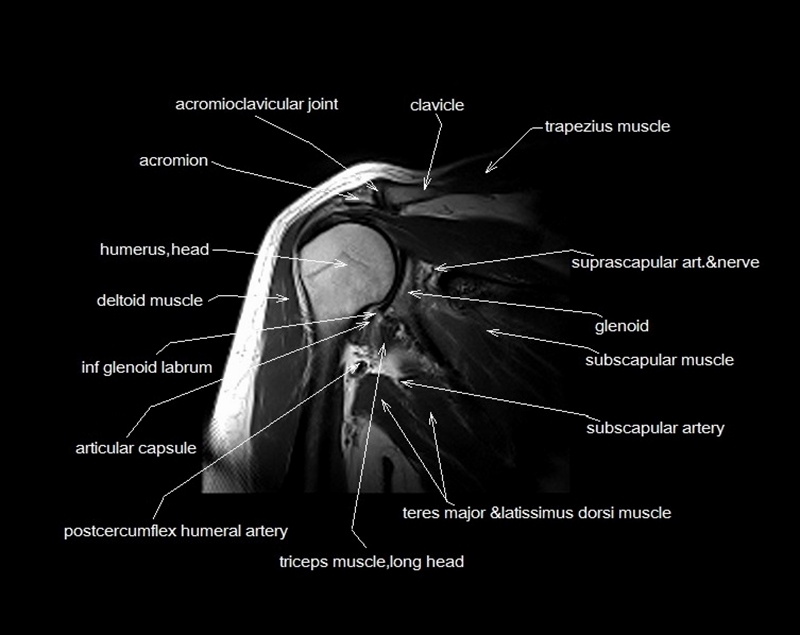 acromioclavicular joint
clavicle
trapezius muscle
acromion
humerus,head
suprascapular art.&nerve
deltoid muscle
glenoid
inf glenoid labrum
subscapular muscle
articular capsule
subscapular artery
postcercumflex humeral artery
teres major &latissimus dorsi muscle
triceps muscle,long head